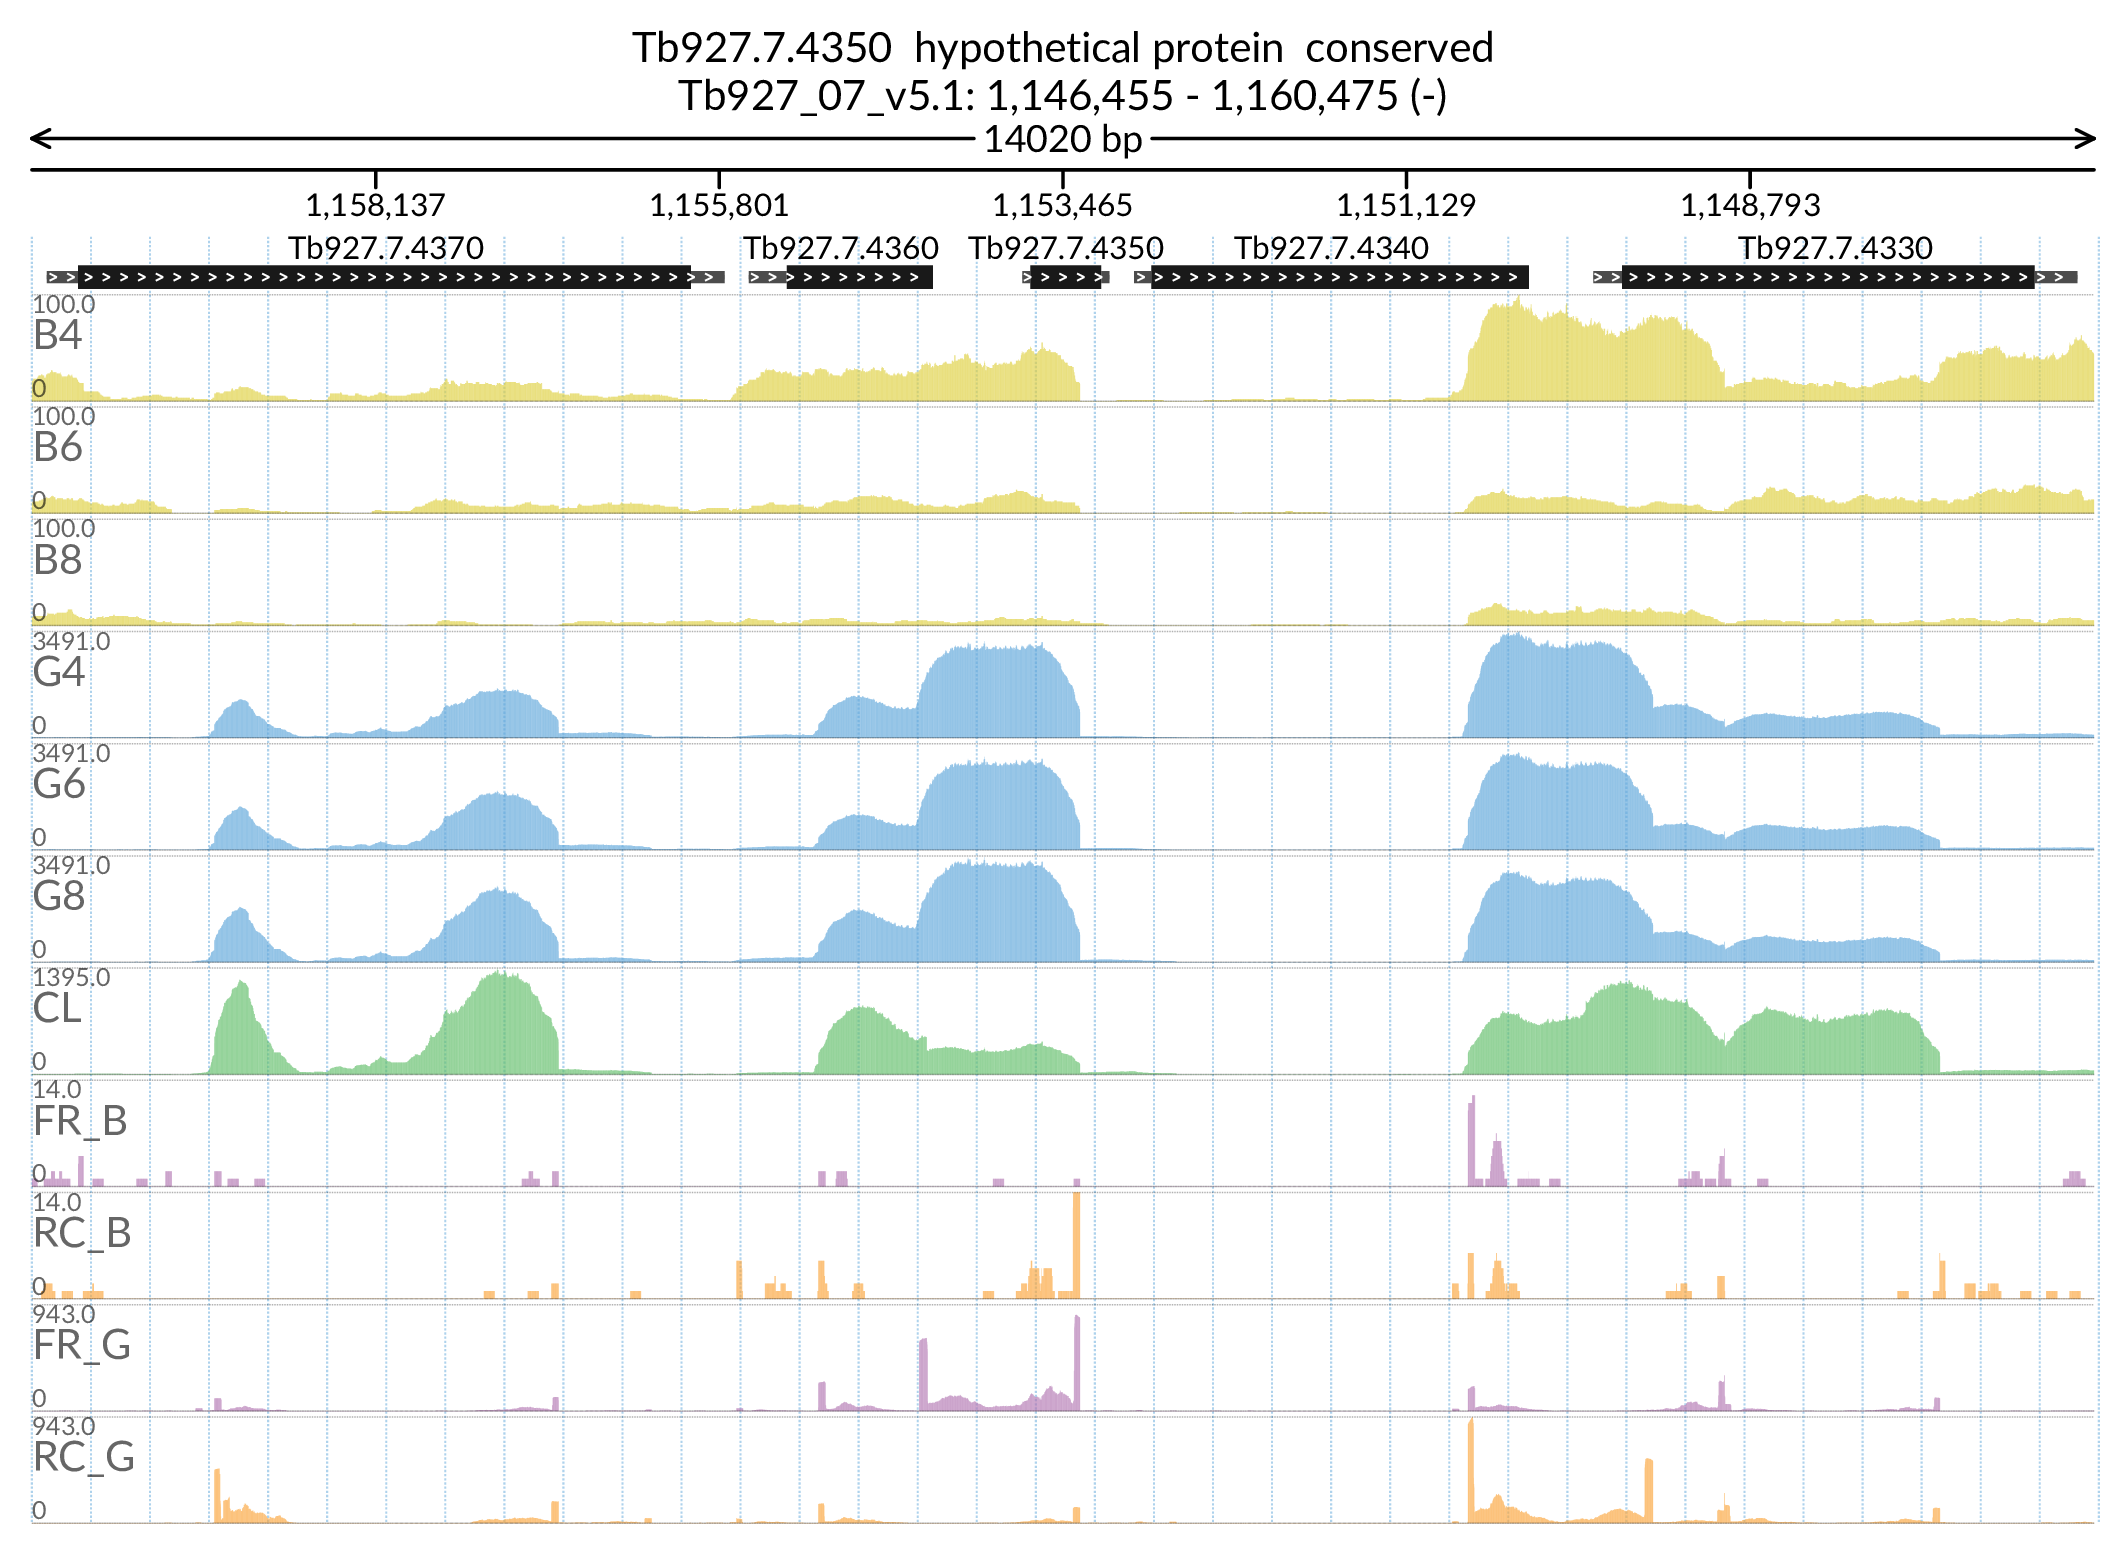 Tb927.7.4350 hypothetical protein conserved
Tb927_07_v5.1: 1,146,455 - 1,160,475 (-)
14020 bp
1,158,137 1,155,801 1,153,465 1,151,129 1,148,793
Tb927.7.4370 Tb927.7.4360 Tb927.7.4350 Tb927.7.4340 Tb927.7.4330
100.0
B4
0
100.0
B6
0
100.0
B8
0
3491.0
G4
0
3491.0
G6
0
3491.0
G8
0
1395.0
CL
0
14.0
FR_B
0
14.0
RC_B
0
943.0
FR_G
0
943.0
RC_G
0